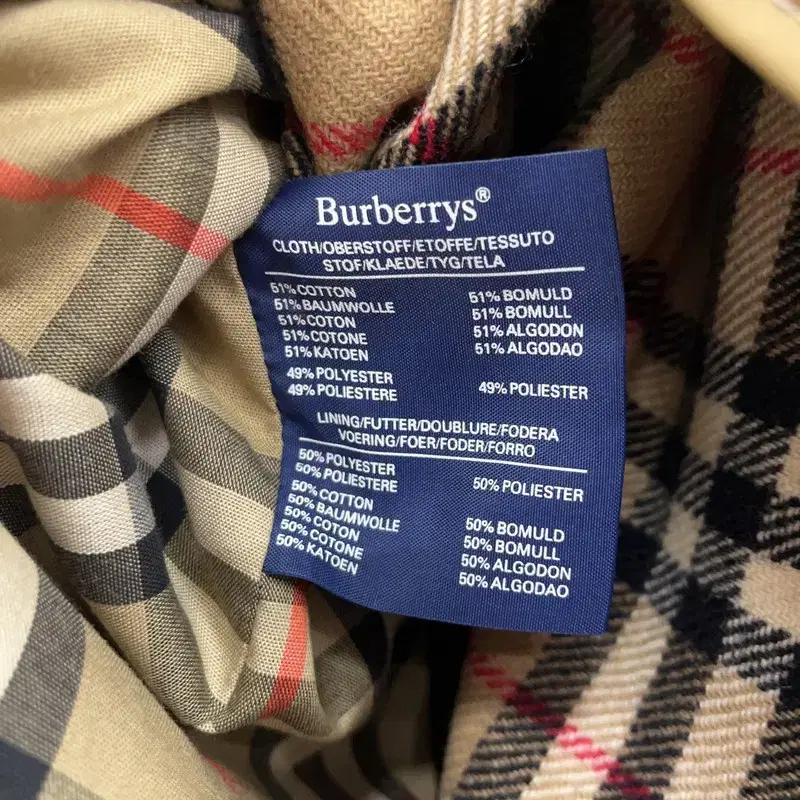 Burberrys®
CLOTH/OBERSTOFF/ETOFFE/TESSUTO
STOF/KLAEDE/TYG/TELA
51% COTTON
51% BAUMWOLLE
51% COTON
51% COTONE
51% KATOEN
51% BOMULD
51% BOMULL
51% ALGODON
51% ALGODAO
49% POLYESTER
49% POLIESTERE
49% POLIESTER
LINING/FUTTER/DOUBLURE/FODERA
VOERING/FOER/FODER/FORRO
50% POLYESTER
50% POLIESTERE
50% POLIESTER
50% COTTON
50% BAUMWOLLE
50% COTON
50% COTONE
50% KATOEN
50% BOMULD
50% BOMULL
50% ALGODON
50% ALGODAO